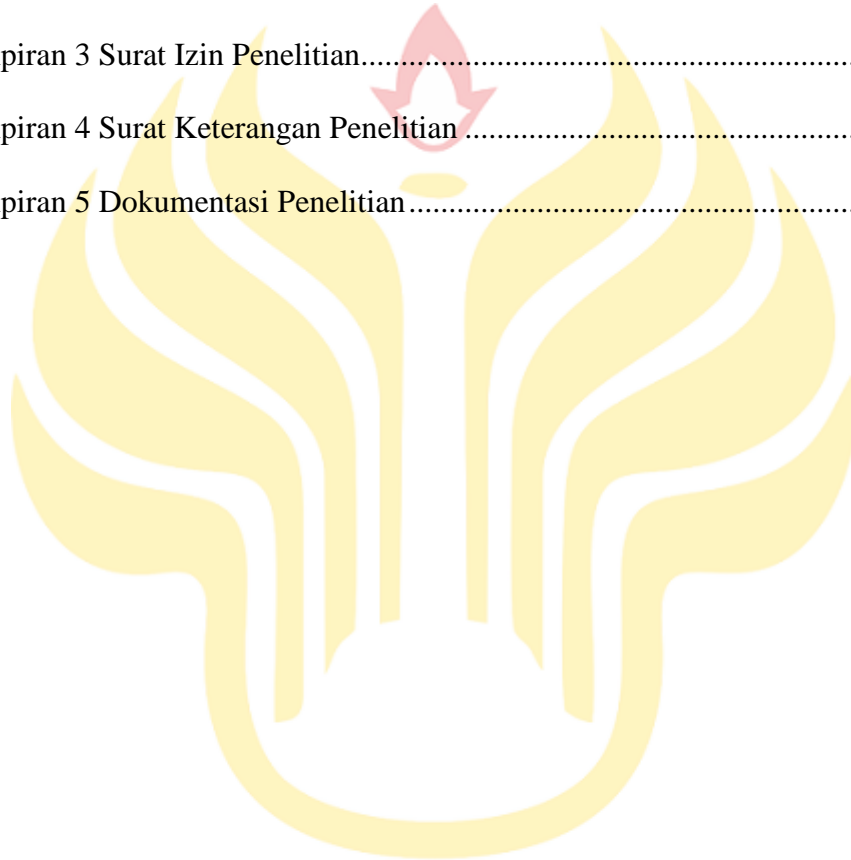 piran 3 Surat Izin Penelitian.............................................................
piran 4 Surat Keterangan Penelitian ................................................
piran 5 Dokumentasi Penelitian.......................................................